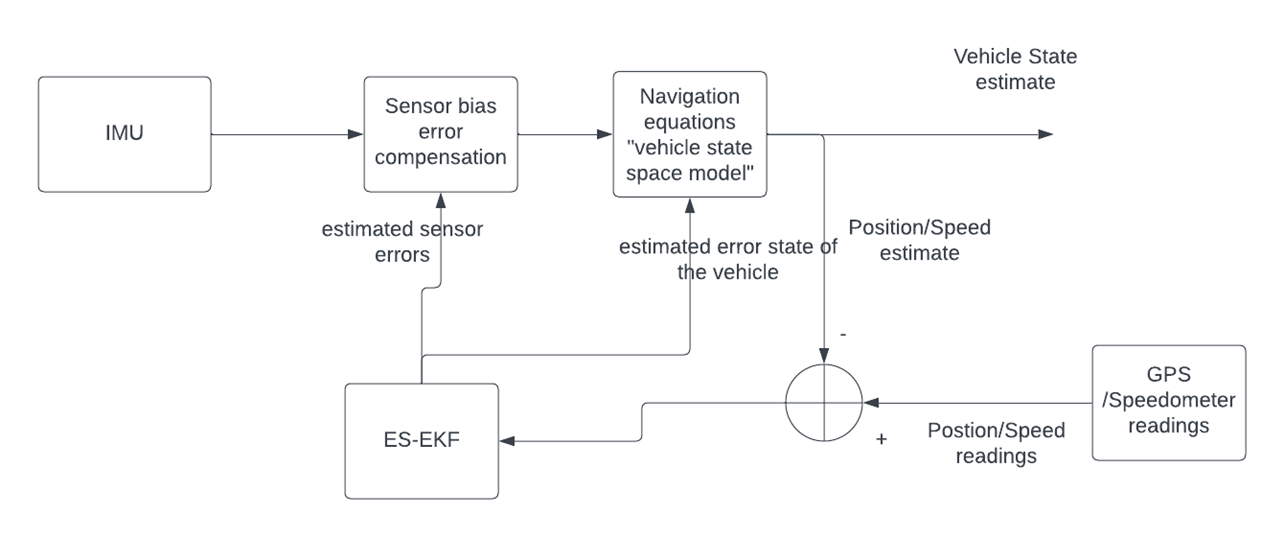 Vehicle State
estimate
IMU
Sensor bias
error
compensation
Navigation
equations
"vehicle state
space model"
estimated sensor
errors
estimated error state of
the vehicle
Position/Speed
estimate
-
GPS
/Speedometer
readings
ES-EKF
+
Postion/Speed
readings